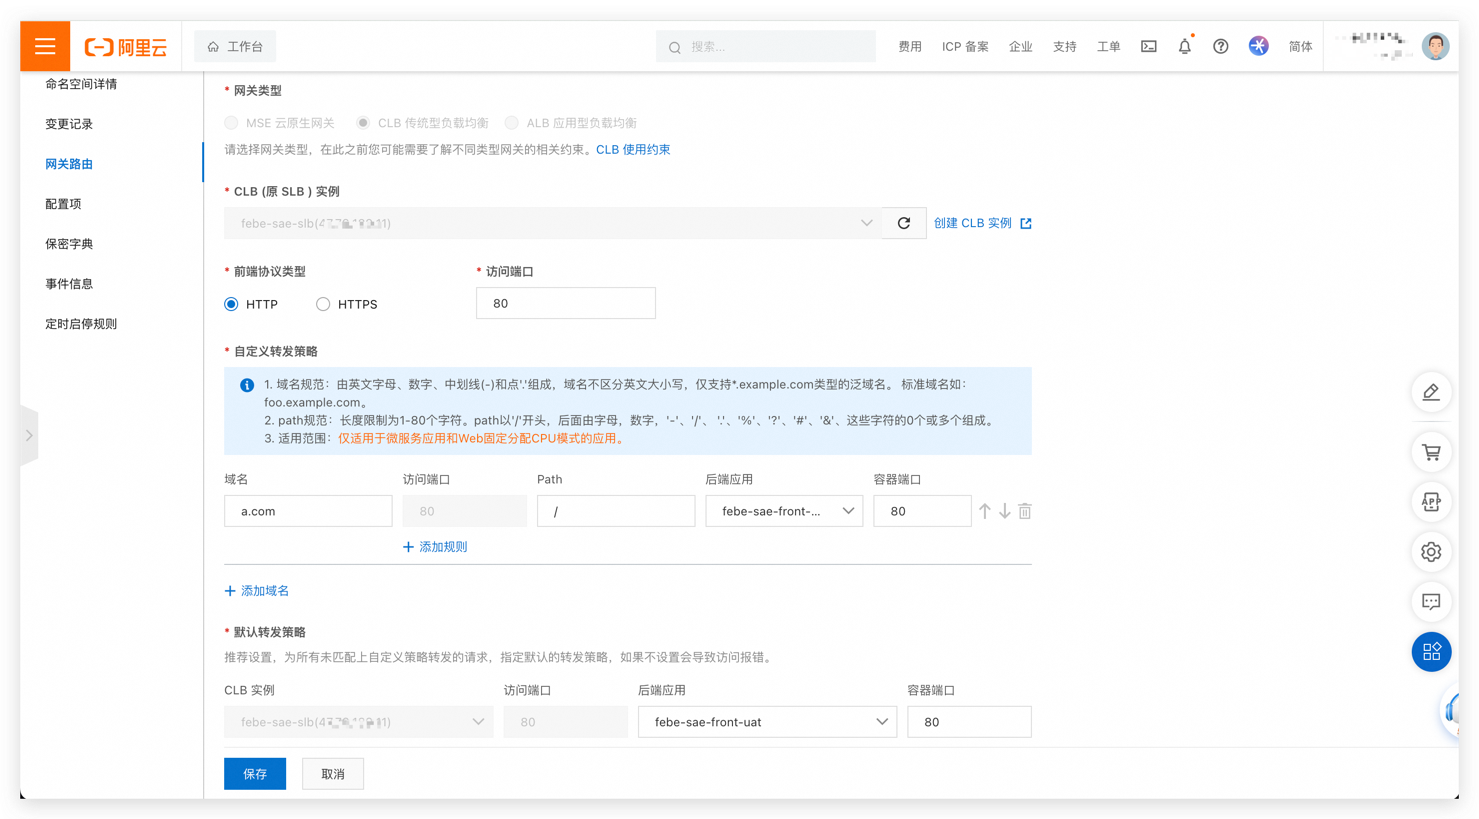 阿里云
工作台
搜索...
费用
ICP 备案
企业
支持
工单
简体
命名空间详情
变更记录
网关路由
配置项
保密字典
事件信息
定时启停规则
* 网关类型
MSE 云原生网关
CLB 传统型负载均衡
ALB 应用型负载均衡
请选择网关类型，在此之前您可能需要了解不同类型网关的相关约束。CLB 使用约束
* CLB (原 SLB ) 实例
febe-sae-slb(
创建 CLB 实例
* 前端协议类型
* 访问端口
HTTP
HTTPS
80
* 自定义转发策略
1. 域名规范：由英文字母、数字、中划线(-)和点'.'组成，域名不区分英文大小写，仅支持*.example.com类型的泛域名。 标准域名如：
foo.example.com。
2. path规范：长度限制为1-80个字符。path以'/'开头，后面由字母，数字，'-'、'/'、 '.'、'%'、'?'、'#'、'&'、这些字符的0个或多个组成。
3. 适用范围：仅适用于微服务应用和Web固定分配CPU模式的应用。
域名
访问端口
Path
后端应用
容器端口
a.com
80
/
febe-sae-front-...
80
+ 添加规则
+ 添加域名
* 默认转发策略
推荐设置，为所有未匹配上自定义策略转发的请求，指定默认的转发策略，如果不设置会导致访问报错。
CLB 实例
访问端口
后端应用
容器端口
febe-sae-slb(
80
febe-sae-front-uat
80
保存
取消
APP